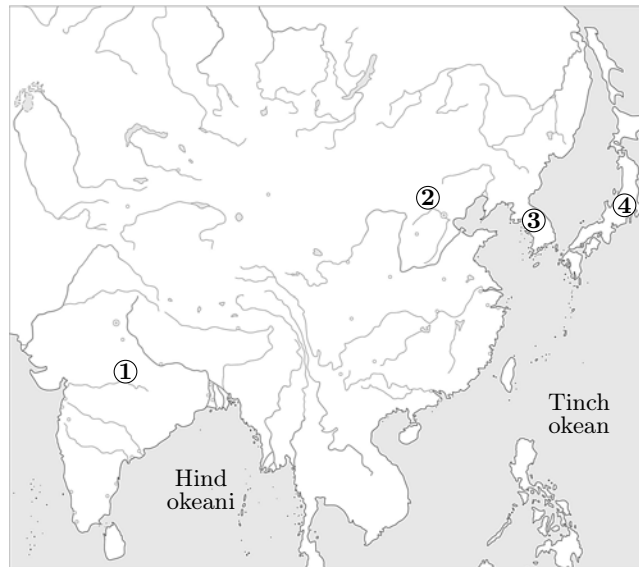 ②
④
③
①
Tinch
okean
Hind
okeani